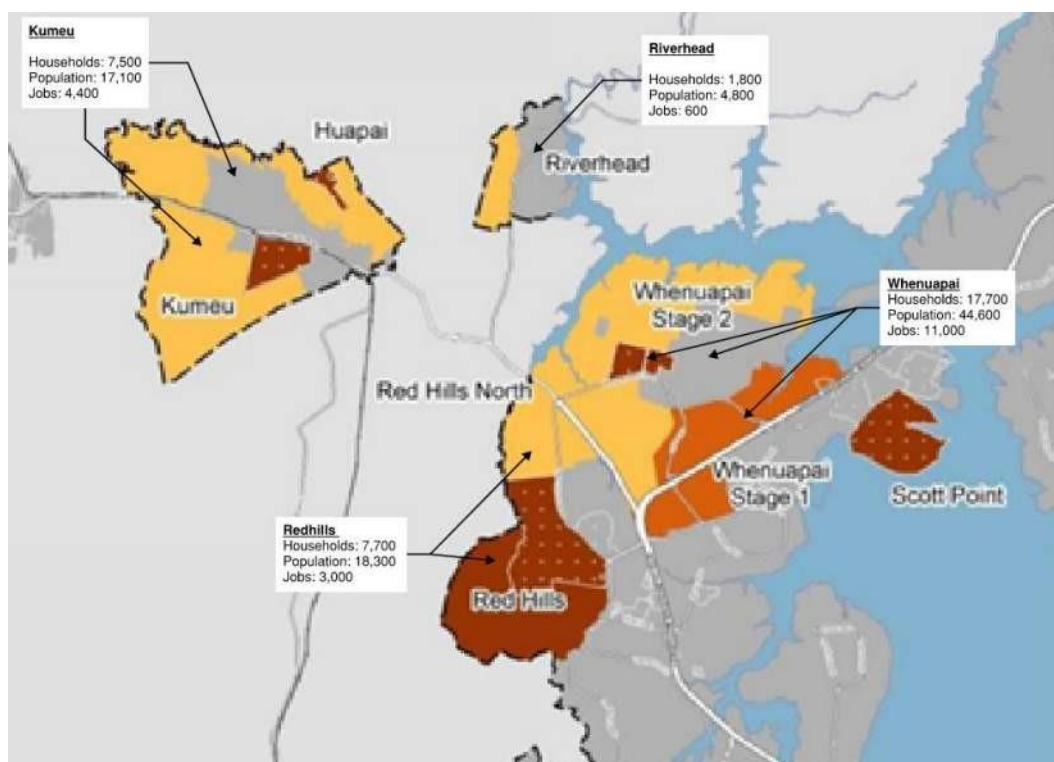 Kumeu
Households: 7,500
Population: 17,100
Jobs: 4,400
Riverhead
Households: 1,800
Population: 4,800
Jobs: 600
Huapai
Riverhead
Kumeu
Whenuapai
Stage 2
Whenuapai
Households: 17,700
Population: 44,600
Jobs: 11,000
Red Hills North
Whenuapai
Stage 1
Scott Point
Redhills
Households: 7,700
Population: 18,300
Jobs: 3,000
Red Hills